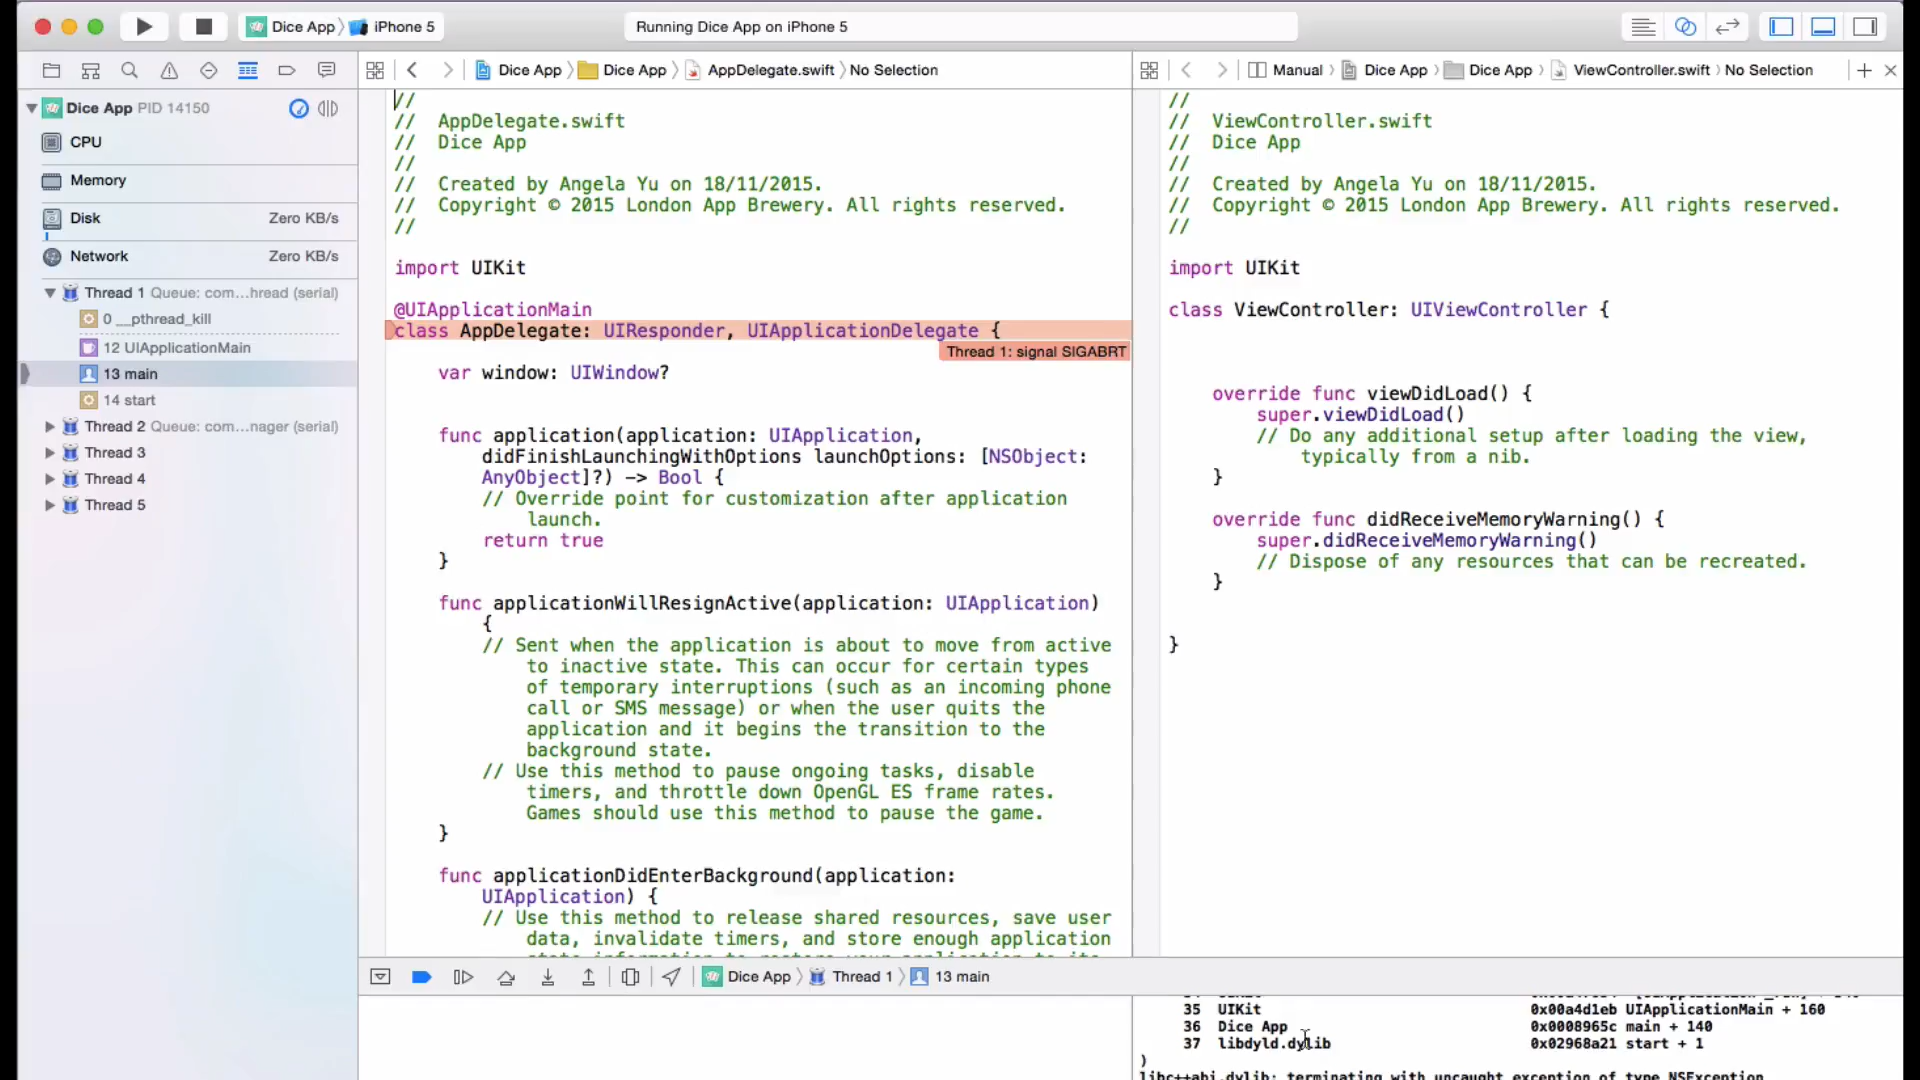 Dice App iPhone 5
Running Dice App on iPhone 5
Dice App Dice App AppDelegate.swift No Selection
Manual Dice App Dice App ViewController.swift No Selection
Dice App PID 14150
CPU
Memory
Disk Zero KB/s
Network Zero KB/s
Thread 1 Queue: com...hread (serial)
0 __pthread_kill
12 UIApplicationMain
13 main
14 start
Thread 2 Queue: com...nager (serial)
Thread 3
Thread 4
Thread 5
//
// AppDelegate.swift
// Dice App
//
// Created by Angela Yu on 18/11/2015.
// Copyright © 2015 London App Brewery. All rights reserved.
//
import UIKit
@UIApplicationMain
class AppDelegate: UIResponder, UIApplicationDelegate {
Thread 1: signal SIGABRT
var window: UIWindow?
func application(application: UIApplication,
didFinishLaunchingWithOptions launchOptions: [NSObject:
AnyObject]?) -> Bool {
// Override point for customization after application
launch.
return true
}
func applicationWillResignActive(application: UIApplication)
{
// Sent when the application is about to move from active
to inactive state. This can occur for certain types
of temporary interruptions (such as an incoming phone
call or SMS message) or when the user quits the
application and it begins the transition to the
background state.
// Use this method to pause ongoing tasks, disable
timers, and throttle down OpenGL ES frame rates.
Games should use this method to pause the game.
}
func applicationDidEnterBackground(application:
UIApplication) {
// Use this method to release shared resources, save user
data, invalidate timers, and store enough application
//
// ViewController.swift
// Dice App
//
// Created by Angela Yu on 18/11/2015.
// Copyright © 2015 London App Brewery. All rights reserved.
//
import UIKit
class ViewController: UIViewController {
override func viewDidLoad() {
super.viewDidLoad()
// Do any additional setup after loading the view,
typically from a nib.
}
override func didReceiveMemoryWarning() {
super.didReceiveMemoryWarning()
// Dispose of any resources that can be recreated.
}
}
Dice App Thread 1 13 main
35 UIKit 0x00a4d1eb UIApplicationMain + 160
36 Dice App 0x0008965c main + 140
37 libdyld.dylib 0x02968a21 start + 1
)
libc++abi.dylib: terminating with uncaught exception of type NSException